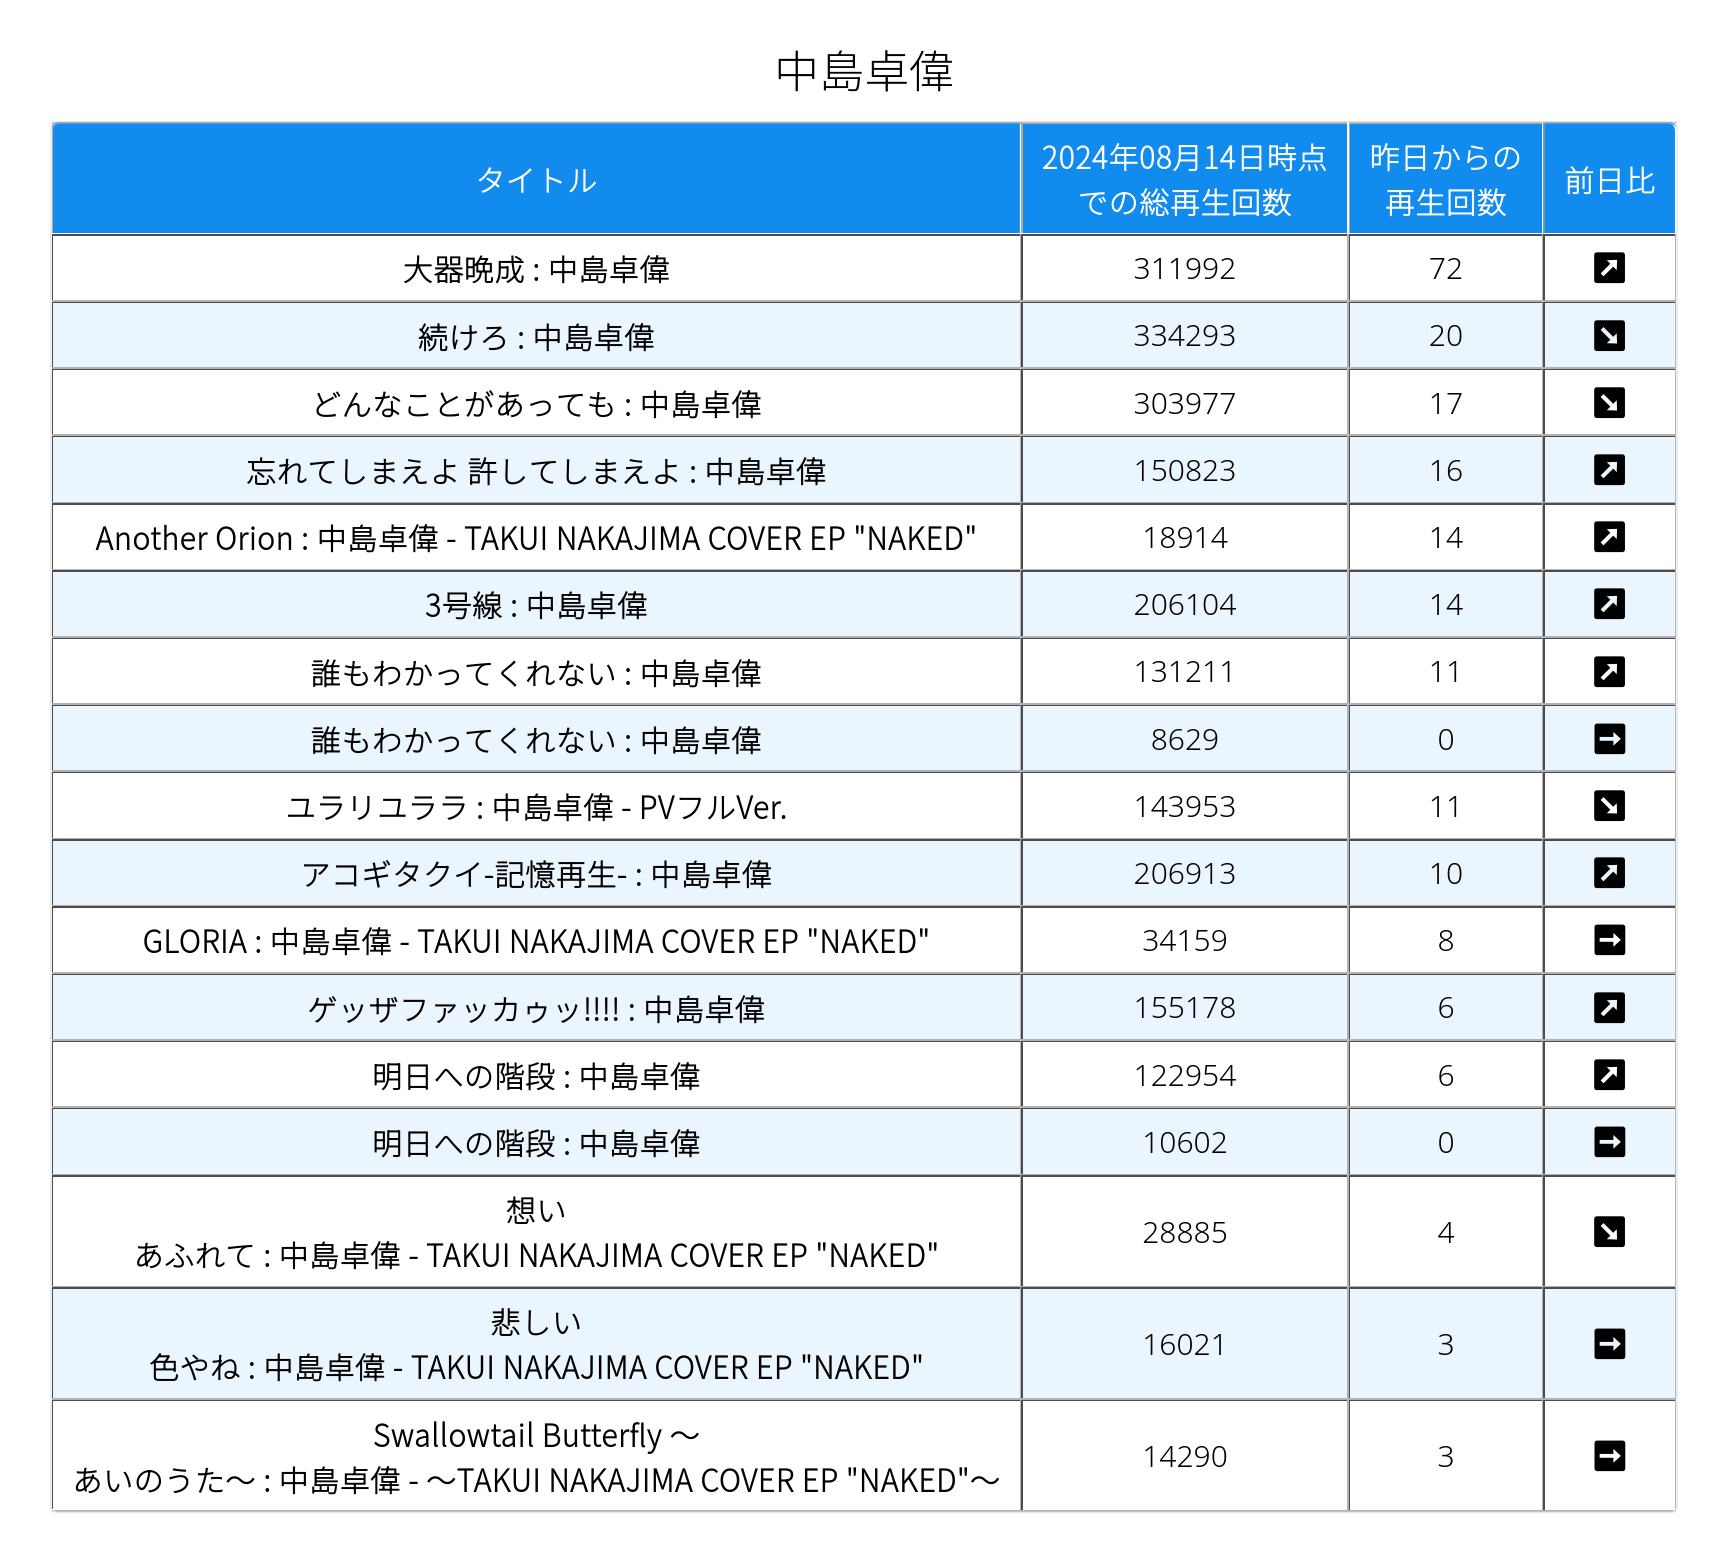 中島卓偉
タイトル
2024年08月14日時点
での総再生回数
昨日からの
再生回数
前日比
大器晩成 : 中島卓偉 311992 72 ↗
続けろ : 中島卓偉 334293 20 ↘
どんなことがあっても : 中島卓偉 303977 17 ↘
忘れてしまえよ 許してしまえよ : 中島卓偉 150823 16 ↗
Another Orion : 中島卓偉 - TAKUI NAKAJIMA COVER EP "NAKED" 18914 14 ↗
3号線 : 中島卓偉 206104 14 ↗
誰もわかってくれない : 中島卓偉 131211 11 ↗
誰もわかってくれない : 中島卓偉 8629 0 →
ユラリユララ : 中島卓偉 - PVフルVer. 143953 11 ↘
アコギタクイ-記憶再生- : 中島卓偉 206913 10 ↗
GLORIA : 中島卓偉 - TAKUI NAKAJIMA COVER EP "NAKED" 34159 8 →
ゲッザファッカゥッ!!!! : 中島卓偉 155178 6 ↗
明日への階段 : 中島卓偉 122954 6 ↗
明日への階段 : 中島卓偉 10602 0 →
想い
あふれて : 中島卓偉 - TAKUI NAKAJIMA COVER EP "NAKED" 28885 4 ↘
悲しい
色やね : 中島卓偉 - TAKUI NAKAJIMA COVER EP "NAKED" 16021 3 →
Swallowtail Butterfly ～
あいのうた～ : 中島卓偉 - ～TAKUI NAKAJIMA COVER EP "NAKED"～ 14290 3 →